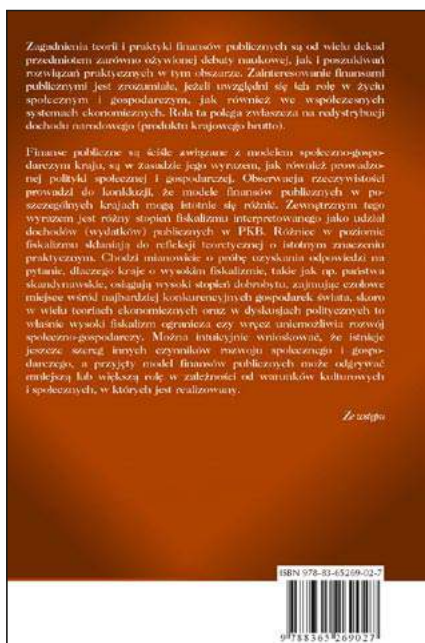 Zagadnienia teorii i praktyki finansów publicznych są od wielu dekad
przedmiotem zarówno ożywionej debaty naukowej, jak i poszukiwań
rozwiązań praktycznych w tym obszarze. Zainteresowanie finansami
publicznymi jest zrozumiałe, jeżeli uwzględni się ich rolę w życiu
społecznym i gospodarczym, jak również we współczesnych
systemach ekonomicznych. Rola ta polega zwłaszcza na redystrybucji
dochodu narodowego (produktu krajowego brutto).
Finanse publiczne są ściśle związane z modelem społeczno-gospo-
darczym kraju, są w zasadzie jego wyrazem, jak również prowadzo-
nej polityki społecznej i gospodarczej. Obserwacja rzeczywistości
prowadzi do konkluzji, że modele finansów publicznych w po-
szczególnych krajach mogą istotnie się różnić. Zewnętrznym tego
wyrazem jest różny stopień fiskalizmu interpretowanego jako udział
dochodów (wydatków) publicznych w PKB. Różnice w poziomie
fiskalizmu skłaniają do refleksji teoretycznej o istotnym znaczeniu
praktycznym. Chodzi mianowicie o próbę uzyskania odpowiedzi na
pytanie, dlaczego kraje o wysokim fiskalizmie, takie jak np. państwa
skandynawskie, osiągają wysoki stopień dobrobytu, zajmując czołowe
miejsce wśród najbardziej konkurencyjnych gospodarek świata, skoro
w wielu teoriach ekonomicznych oraz w dyskusjach politycznych to
właśnie wysoki fiskalizm ogranicza czy wręcz uniemożliwia rozwój
społeczno-gospodarczy. Można intuicyjnie wnioskować, że istnieje
jeszcze szereg innych czynników rozwoju społecznego i gospo-
darczego, a przyjęty model finansów publicznych może odgrywać
mniejszą lub większą rolę w zależności od warunków kulturowych
i społecznych, w których jest realizowany.
Ze wstępu
ISBN 978-83-65269-02-7
9 788365 269027